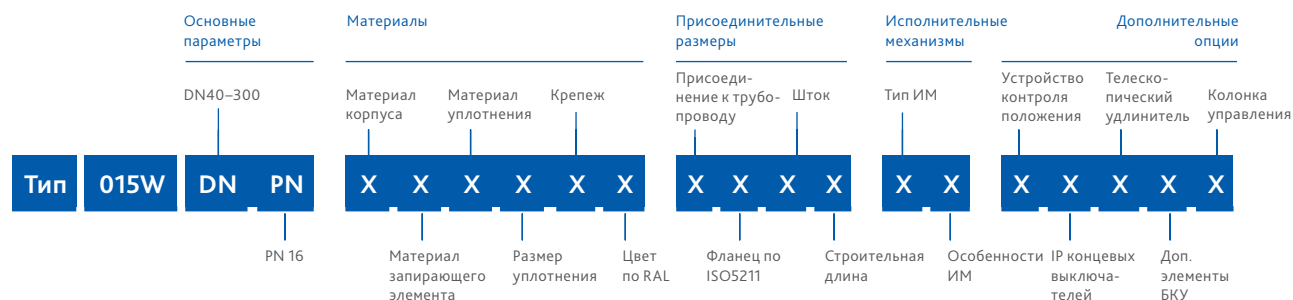 Основные
параметры
Материалы
Присоединительные
размеры
Исполнительные
механизмы
Дополнительные
опции
DN40–300
Материал
корпуса
Материал
уплотнения
Крепеж
Присоеди-
нение к трубо-
проводу
Шток
Тип ИМ
Устройство
контроля
положения
Телеско-
пический
удлинитель
Колонка
управления
Тип 015W DN PN X X X X X X X X X X X X X X X X X
PN 16
Материал
запирающего
элемента
Размер
уплотнения
Цвет
по RAL
Фланец по
ISO5211
Строительная
длина
Особенности
ИМ
IP концевых
выключа-
телей
Доп.
элементы
БКУ